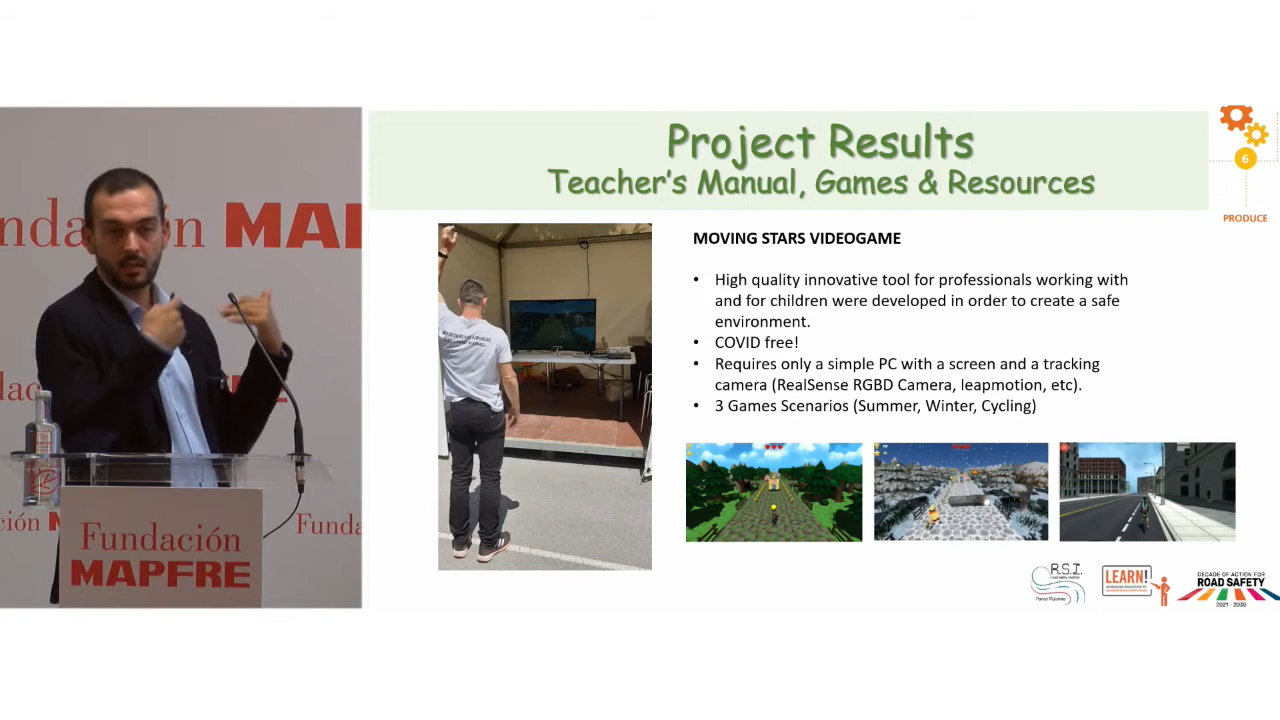 Fundación MAPFRE
Fundación
MAPFRE
Project Results
Teacher's Manual, Games & Resources
6
PRODUCE
MOVING STARS VIDEOGAME
• High quality innovative tool for professionals working with
and for children were developed in order to create a safe
environment.
• COVID free!
• Requires only a simple PC with a screen and a tracking
camera (RealSense RGBD Camera, leapmotion, etc).
• 3 Games Scenarios (Summer, Winter, Cycling)
R.S.I.
Panos Mylonas
LEARN!
DECADE OF ACTION FOR
ROAD SAFETY
2021 - 2030